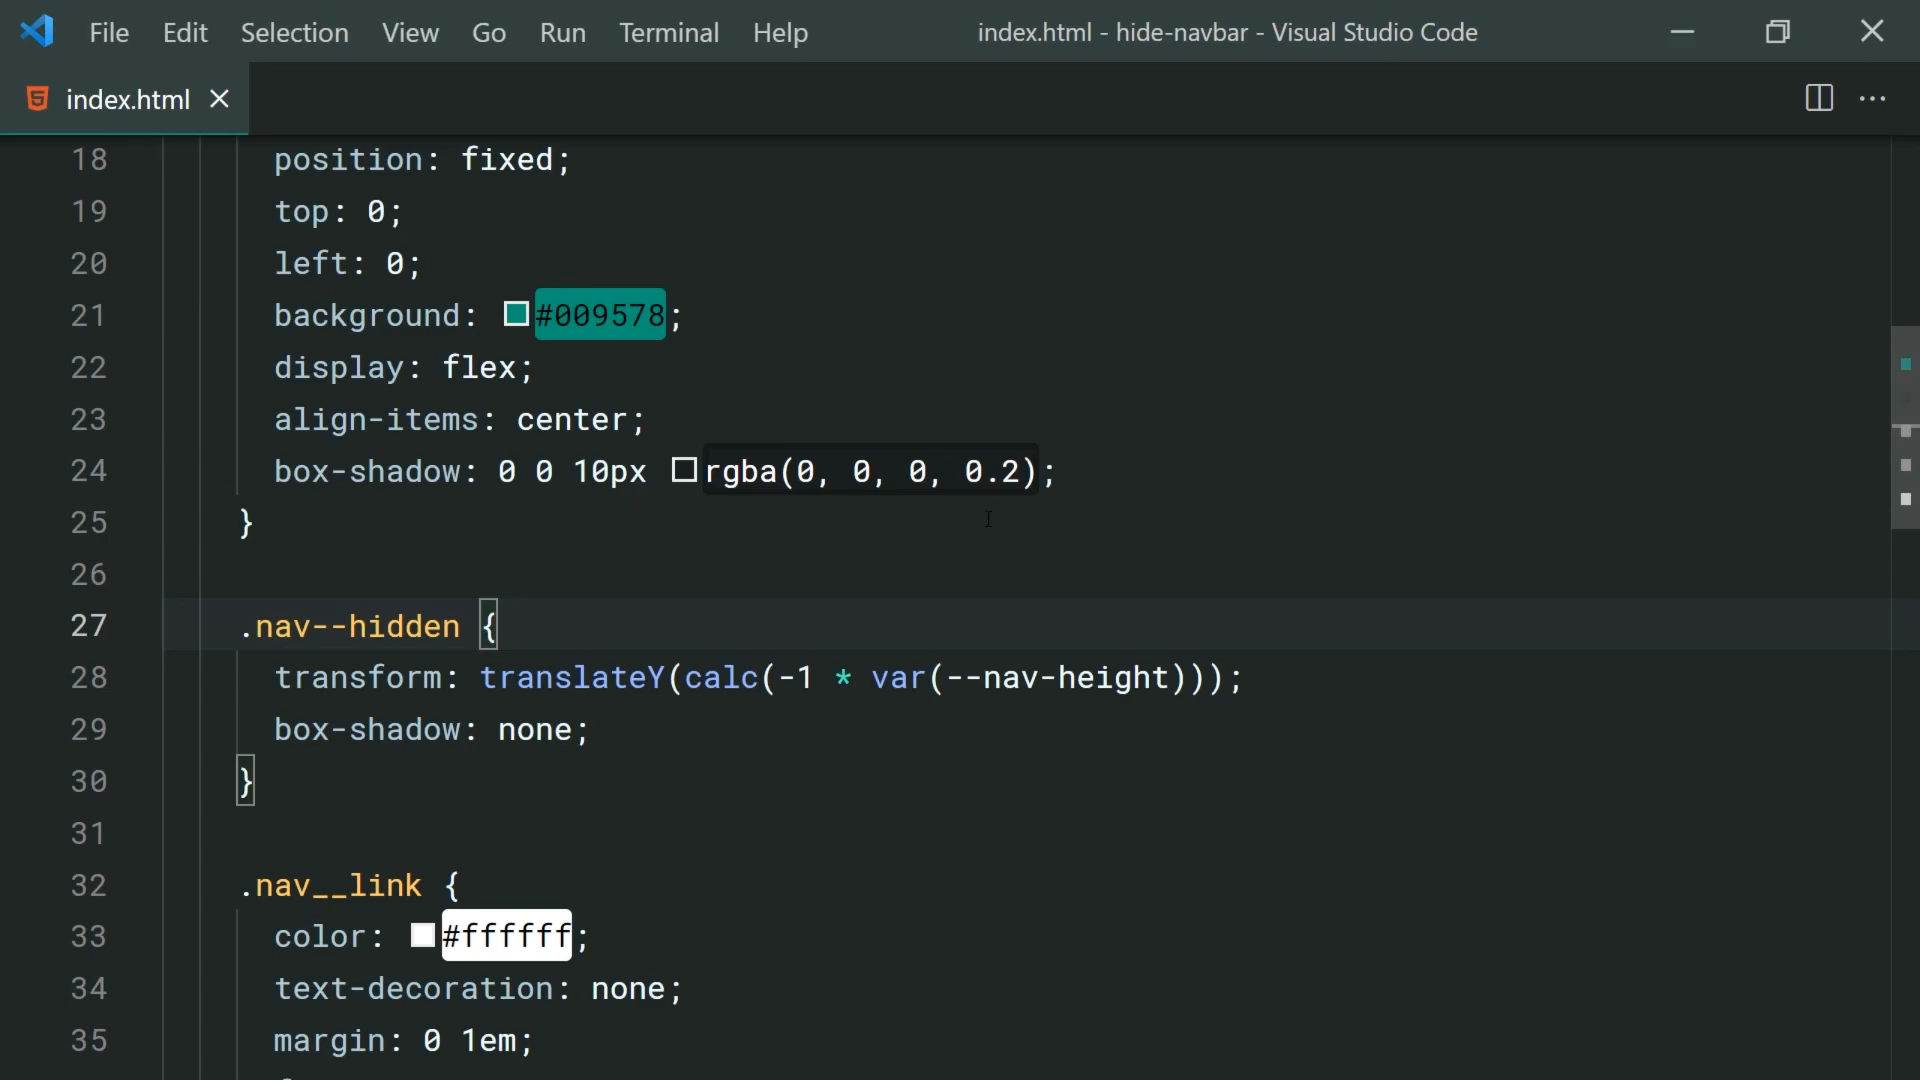 File Edit Selection View Go Run Terminal Help index.html - hide-navbar - Visual Studio Code
index.html
18 position: fixed;
19 top: 0;
20 left: 0;
21 background: #009578;
22 display: flex;
23 align-items: center;
24 box-shadow: 0 0 10px rgba(0, 0, 0, 0.2);
25 }
26
27 .nav--hidden {
28 transform: translateY(calc(-1 * var(--nav-height)));
29 box-shadow: none;
30 }
31
32 .nav__link {
33 color: #ffffff;
34 text-decoration: none;
35 margin: 0 1em;